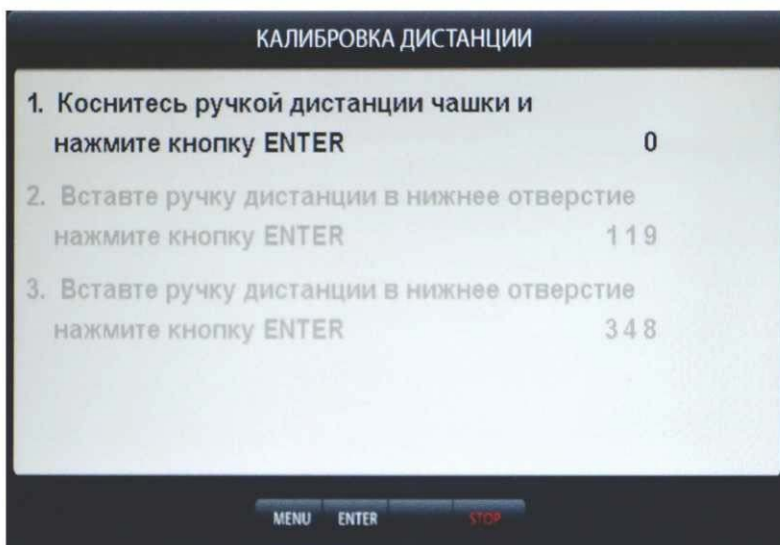 КАЛИБРОВКА ДИСТАНЦИИ
1. Коснитесь ручкой дистанции чашки и
нажмите кнопку ENTER 0
2. Вставте ручку дистанции в нижнее отверстие
нажмите кнопку ENTER 119
3. Вставте ручку дистанции в нижнее отверстие
нажмите кнопку ENTER 348
MENU ENTER STOP